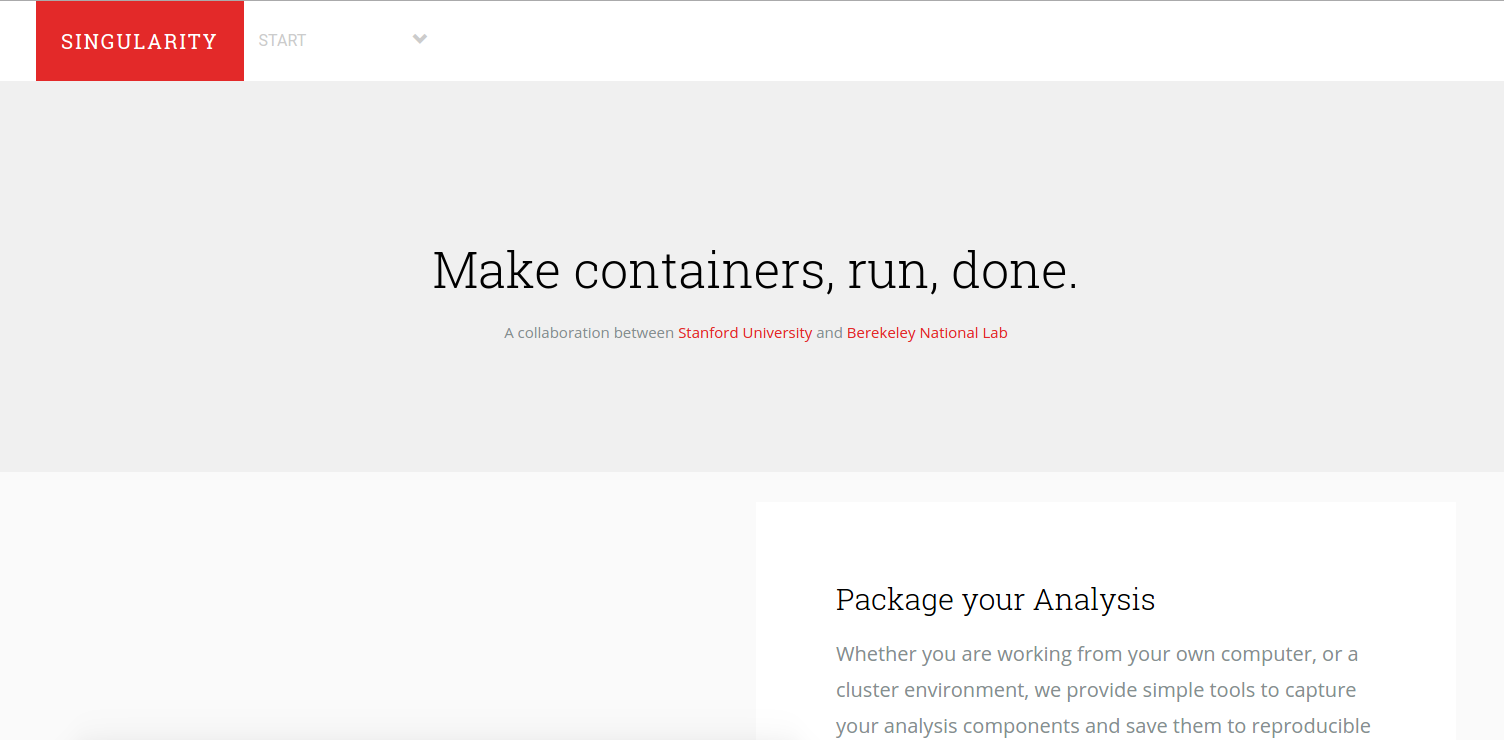 SINGULARITY
START
Make containers, run, done.
A collaboration between Stanford University and Berekeley National Lab
Package your Analysis
Whether you are working from your own computer, or a
cluster environment, we provide simple tools to capture
your analysis components and save them to reproducible